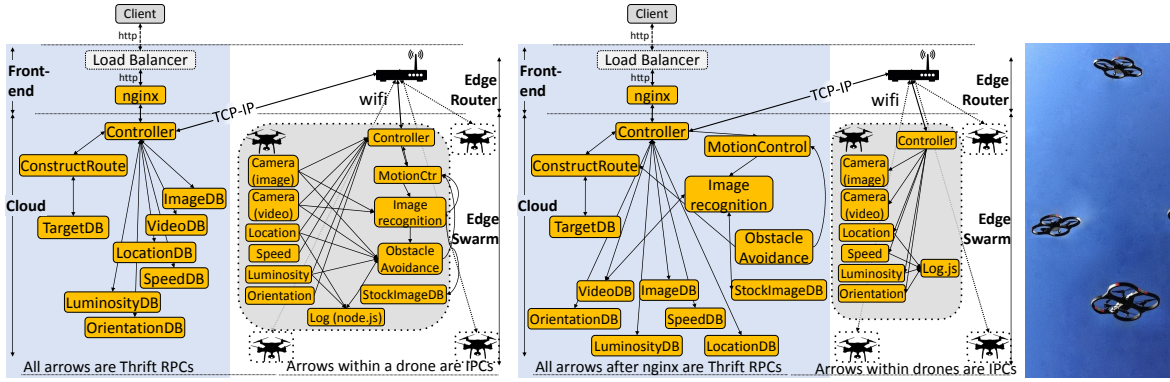 Client
http
Load Balancer
http
nginx
Front-
end
Cloud
Controller
TCP-IP
ConstructRoute
TargetDB
ImageDB
VideoDB
LocationDB
SpeedDB
LuminosityDB
OrientationDB
All arrows are Thrift RPCs
wifi
Edge
Router
Edge
Swarm
Controller
Camera
(image)
Camera
(video)
Location
Speed
Luminosity
Orientation
MotionCtr
Image
recognition
Obstacle
Avoidance
StockImageDB
Log (node.js)
Arrows within a drone are IPCs
Client
http
Load Balancer
http
nginx
Front-
end
Cloud
Controller
TCP-IP
ConstructRoute
MotionControl
Image
recognition
TargetDB
Obstacle
Avoidance
VideoDB
ImageDB
StockImageDB
OrientationDB
SpeedDB
LuminosityDB
LocationDB
All arrows after nginx are Thrift RPCs
wifi
Edge
Router
Edge
Swarm
Controller
Camera
(image)
Camera
(video)
Location
Speed
Luminosity
Orientation
Log.js
Arrows within drones are IPCs